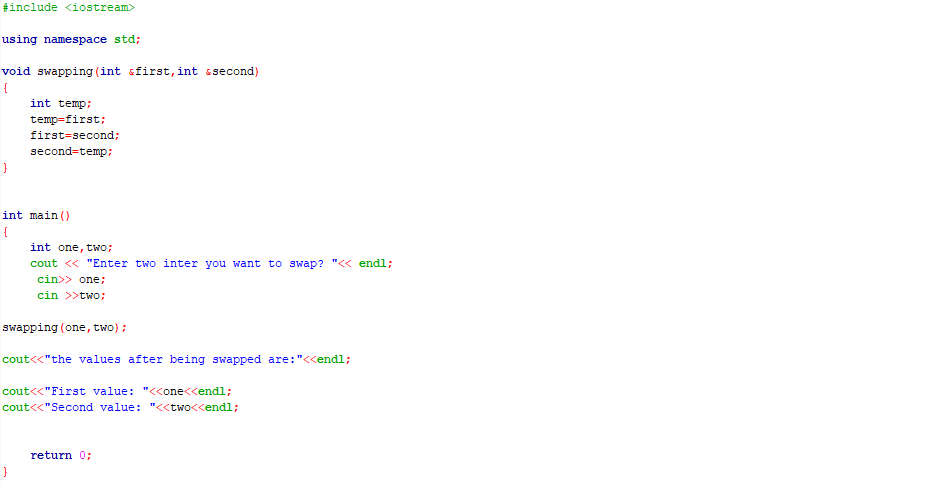 #include <iostream>
using namespace std;
void swapping(int &first,int &second)
{
    int temp;
    temp=first;
    first=second;
    second=temp;
}
int main()
{
    int one,two;
    cout << "Enter two inter you want to swap? "<< endl;
     cin>> one;
     cin >>two;
swapping(one,two);
cout<<"the values after being swapped are:"<<endl;
cout<<"First value: "<<one<<endl;
cout<<"Second value: "<<two<<endl;
    return 0;
}